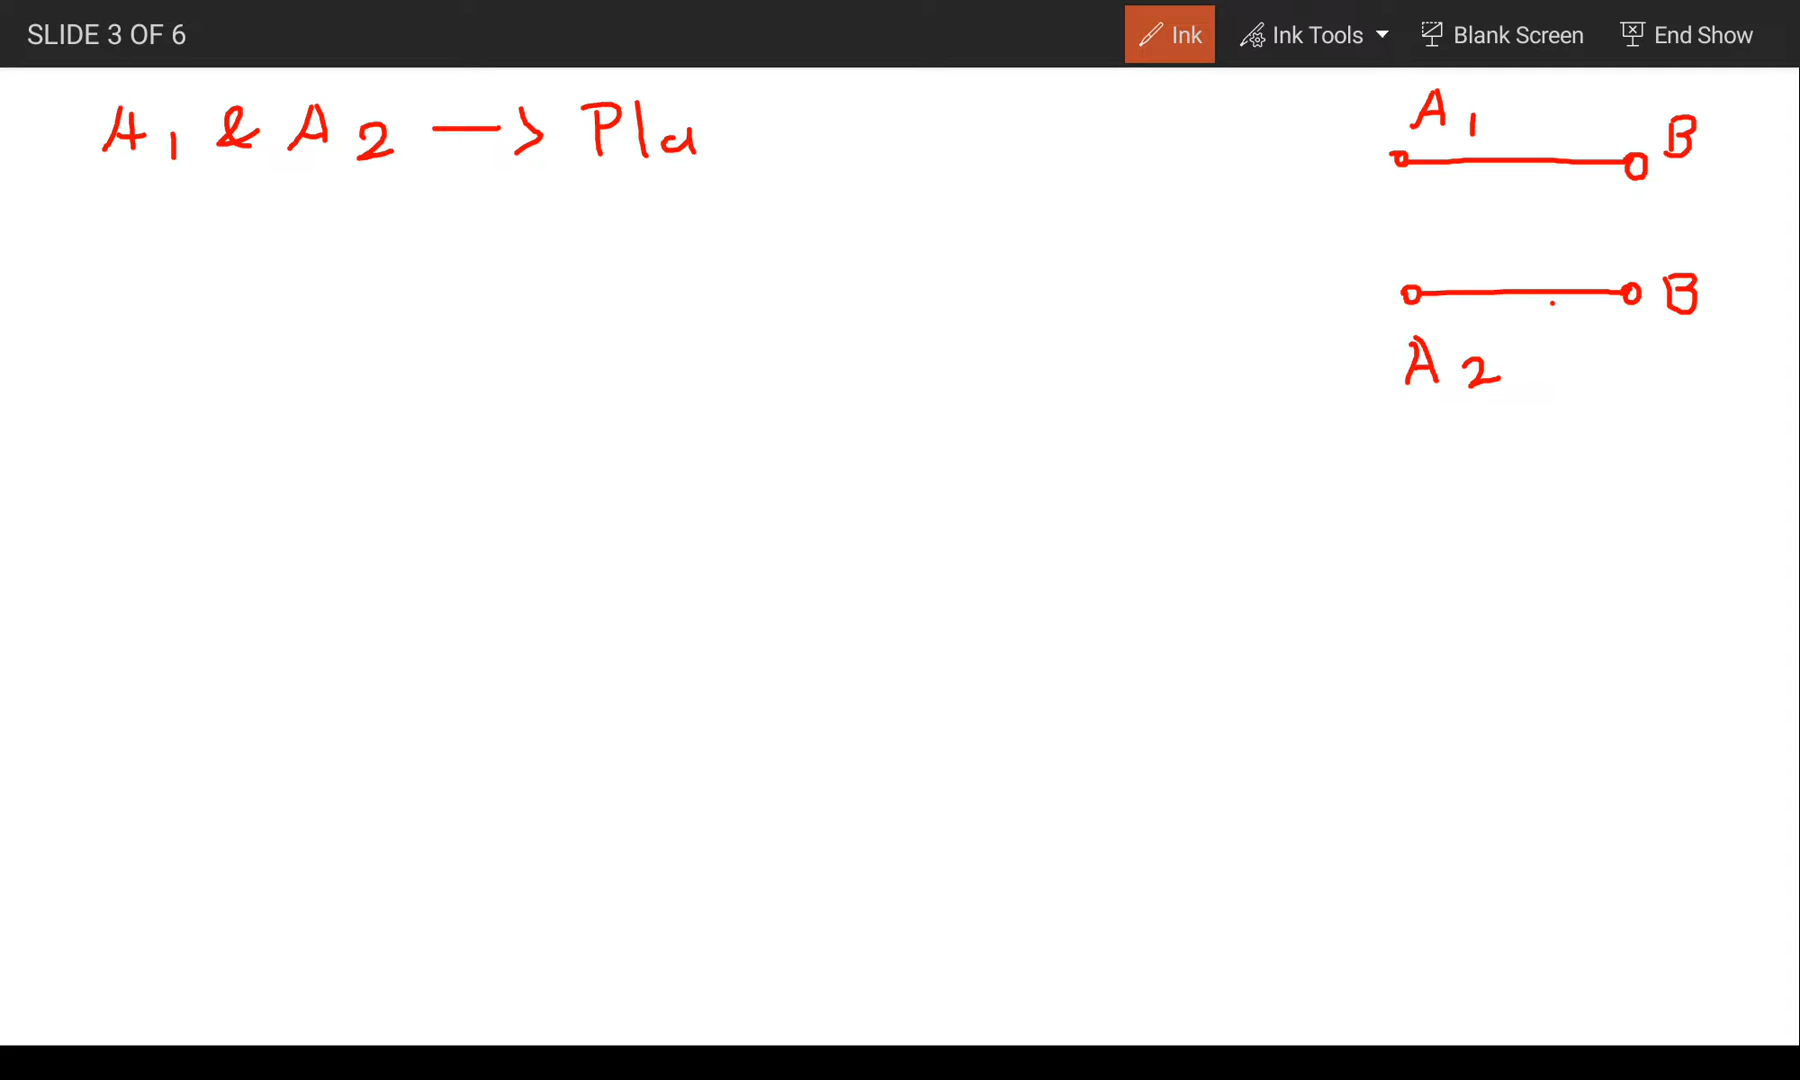 SLIDE 3 OF 6 Ink Ink Tools Blank Screen End Show
A1 & A2 → Pla
A1 B
B
A2